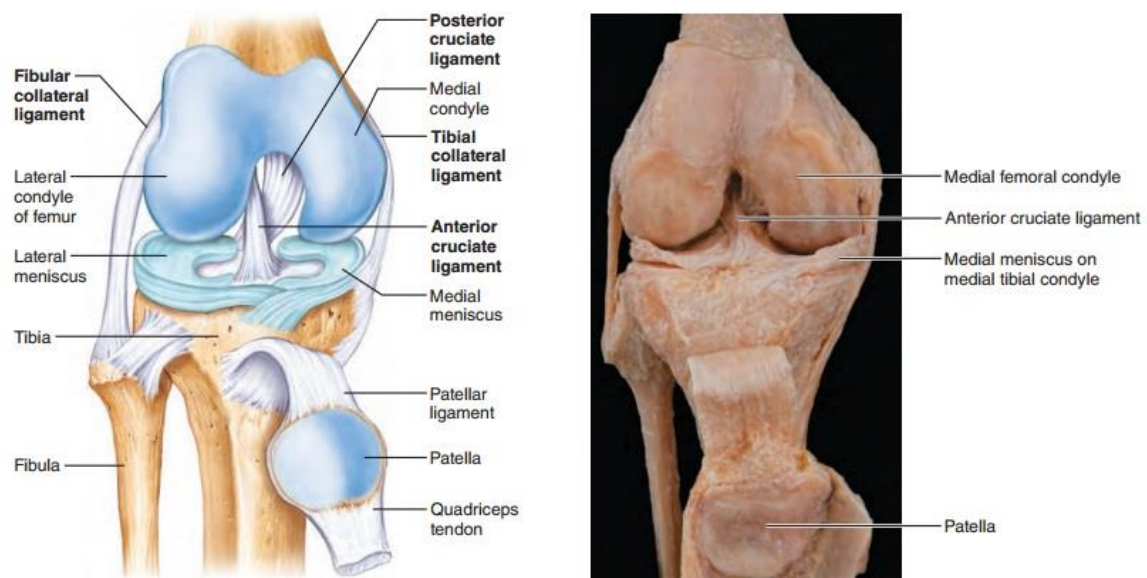 Fibular
collateral
ligament
Lateral
condyle
of femur
Lateral
meniscus
Tibia
Fibula
Posterior
cruciate
ligament
Medial
condyle
Tibial
collateral
ligament
Anterior
cruciate
ligament
Medial
meniscus
Patellar
ligament
Patella
Quadriceps
tendon
Medial femoral condyle
Anterior cruciate ligament
Medial meniscus on
medial tibial condyle
Patella